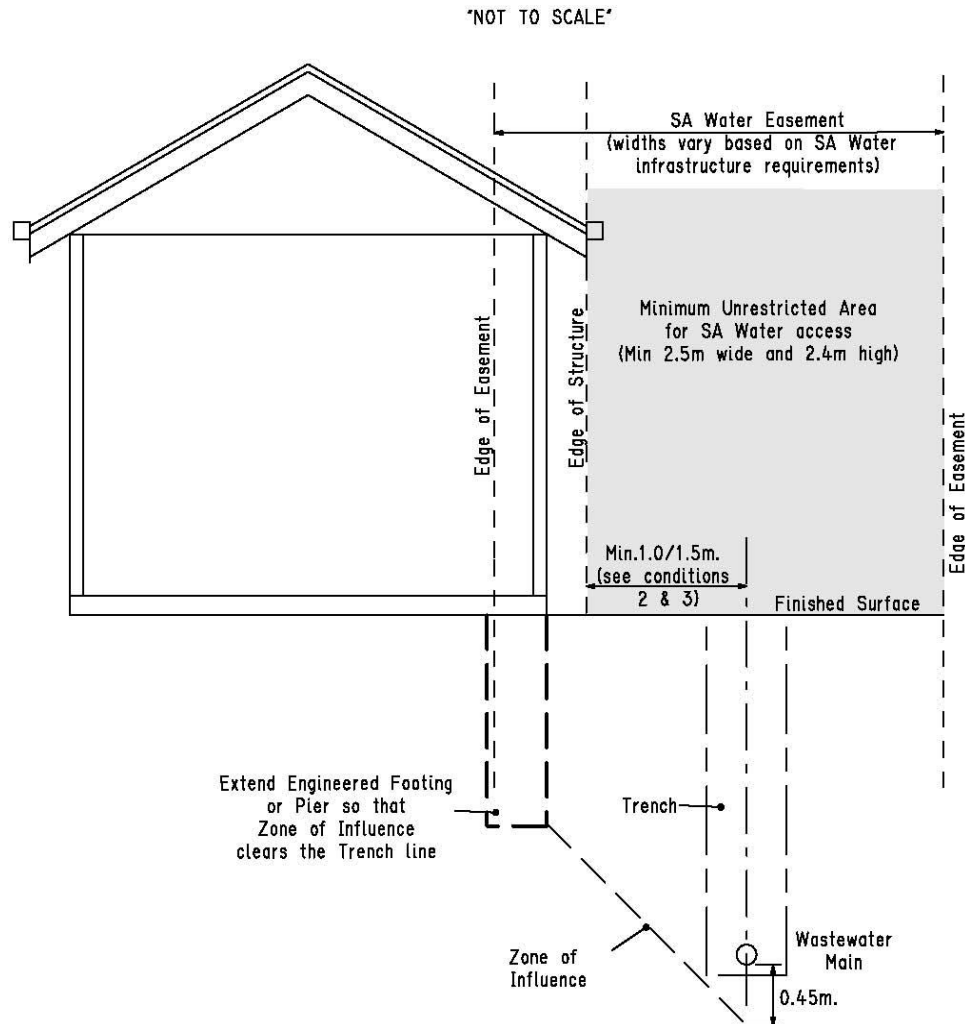 "NOT TO SCALE"
SA Water Easement
(widths vary based on SA Water
infrastructure requirements)
Minimum Unrestricted Area
for SA Water access
(Min 2.5m wide and 2.4m high)
Edge of Easement
Edge of Structure
Edge of Easement
Min.1.0/1.5m.
(see conditions
2 & 3)
Finished Surface
Extend Engineered Footing
or Pier so that
Zone of Influence
clears the Trench line
Trench
Zone of
Influence
Wastewater
Main
0.45m.